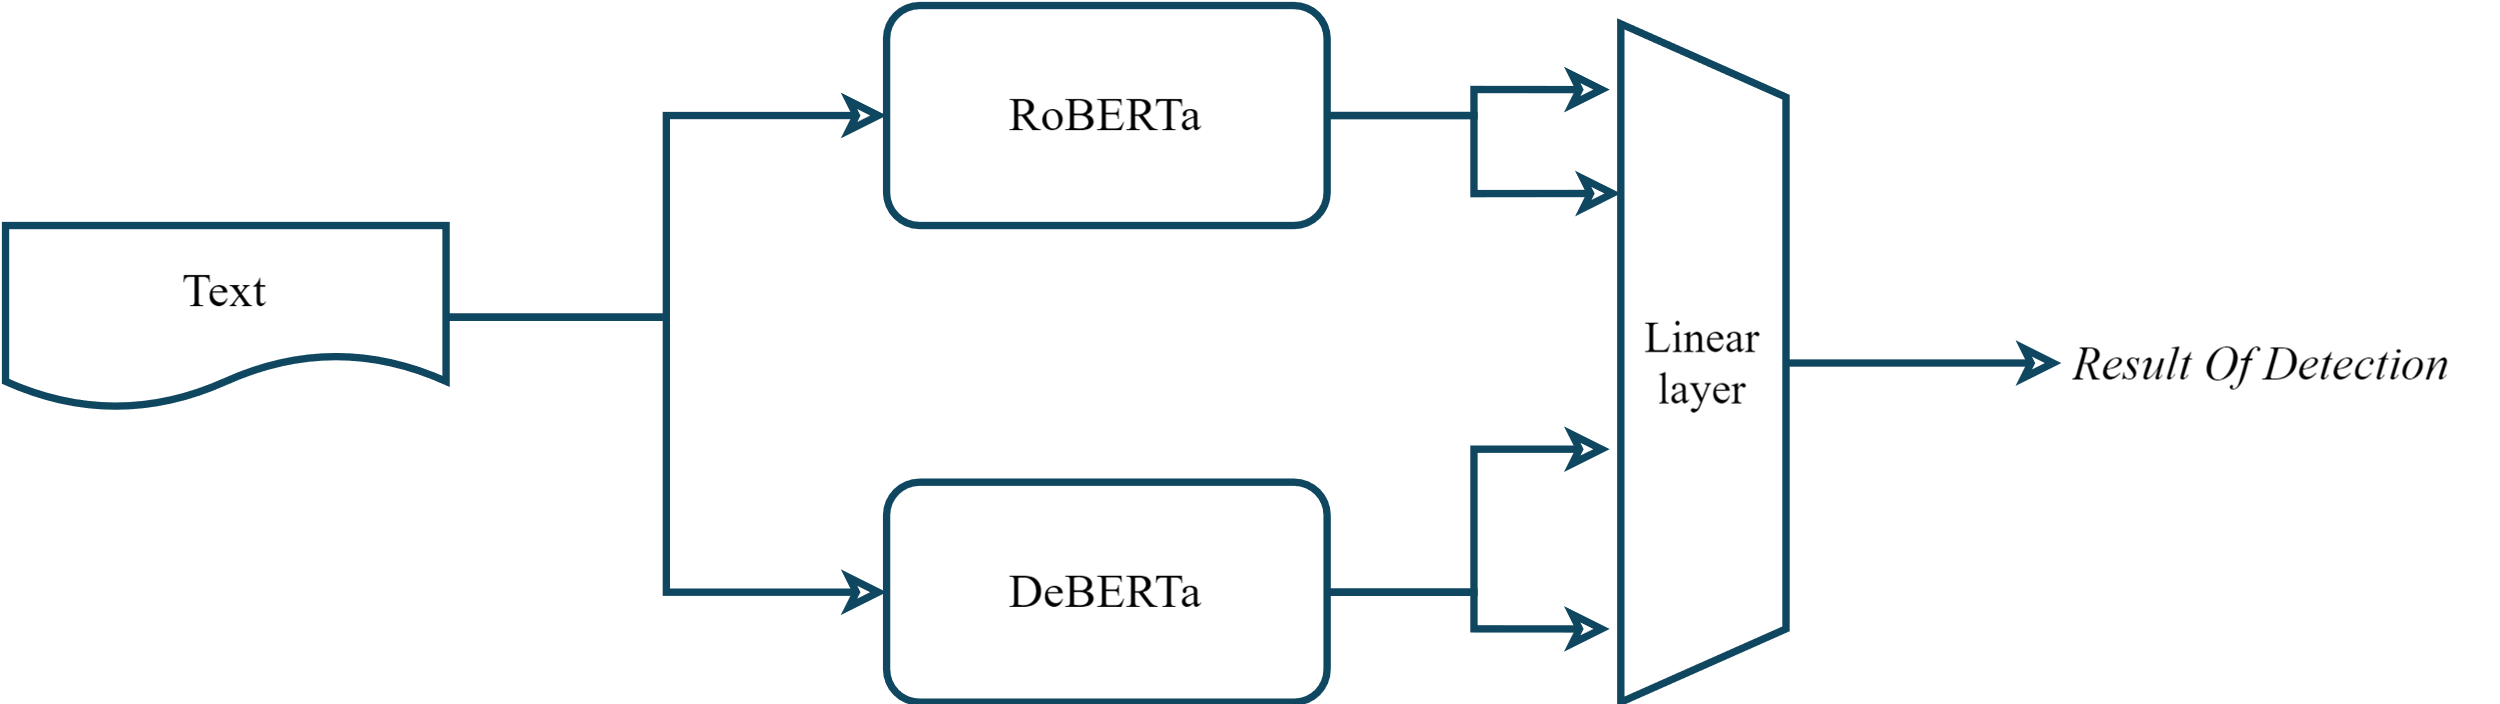 Text
RoBERTa
DeBERTa
Linear
layer
Result Of Detection